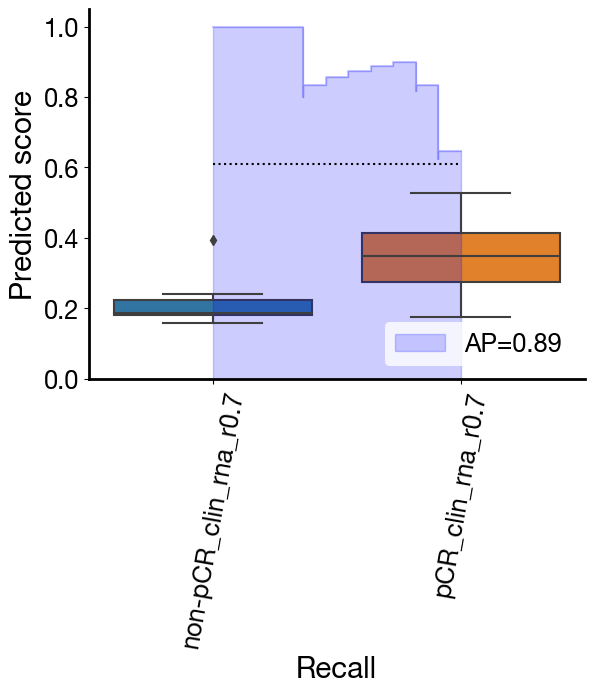 Predicted score
1.0
0.8
0.6
0.4
0.2
0.0
AP=0.89
non-pCR_clin_rna_r0.7
pCR_clin_rna_r0.7
Recall